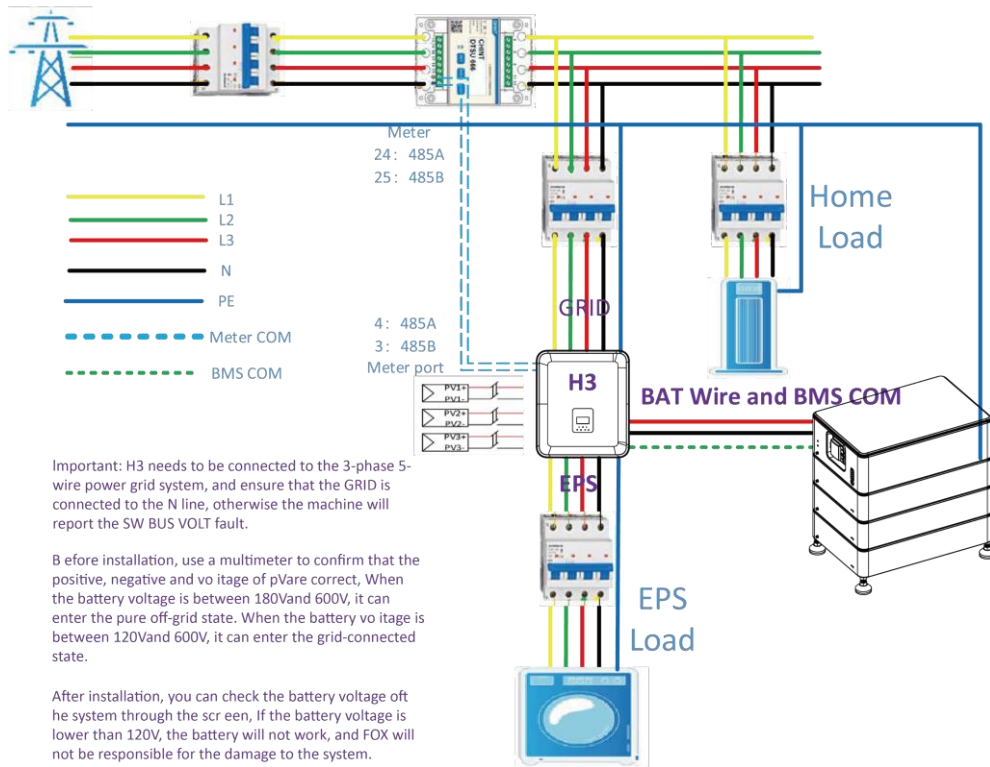 CHINT
DTSU 666
Meter
24: 485A
25: 485B
L1
L2
L3
N
PE
Meter COM
BMS COM
Home
Load
GRID
4: 485A
3: 485B
Meter port
H3
PV1+
PV1-
PV2+
PV2-
PV3+
PV3-
BAT Wire and BMS COM
EPS
EPS
Load
Important: H3 needs to be connected to the 3-phase 5-
wire power grid system, and ensure that the GRID is
connected to the N line, otherwise the machine will
report the SW BUS VOLT fault.
B efore installation, use a multimeter to confirm that the
positive, negative and vo itage of pVare correct, When
the battery voltage is between 180Vand 600V, it can
enter the pure off-grid state. When the battery vo itage is
between 120Vand 600V, it can enter the grid-connected
state.
After installation, you can check the battery voltage oft
he system through the scr een, If the battery voltage is
lower than 120V, the battery will not work, and FOX will
not be responsible for the damage to the system.